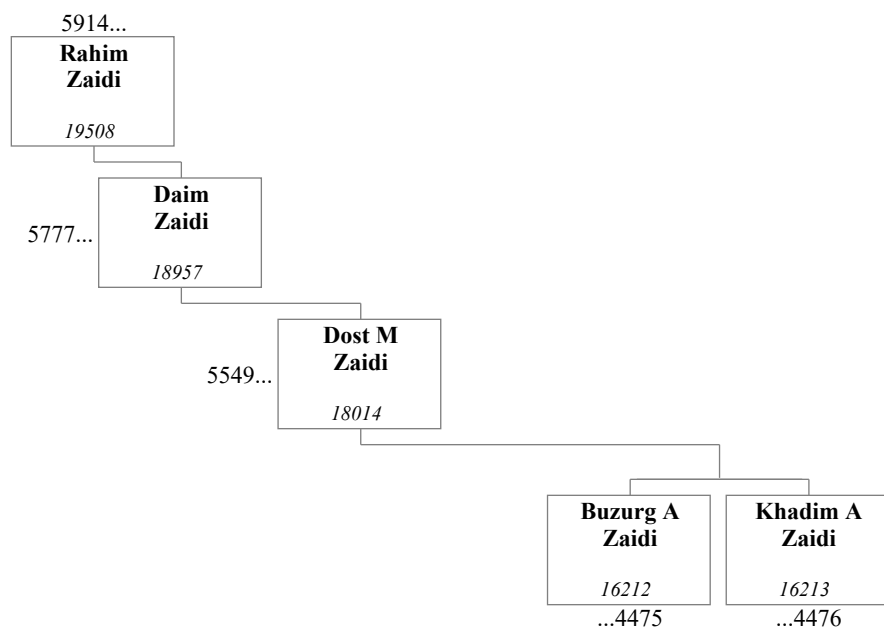 5914...
Rahim
Zaidi
19508
Daim
Zaidi
5777...
18957
Dost M
Zaidi
5549...
18014
Buzurg A
Zaidi
16212
...4475
Khadim A
Zaidi
16213
...4476